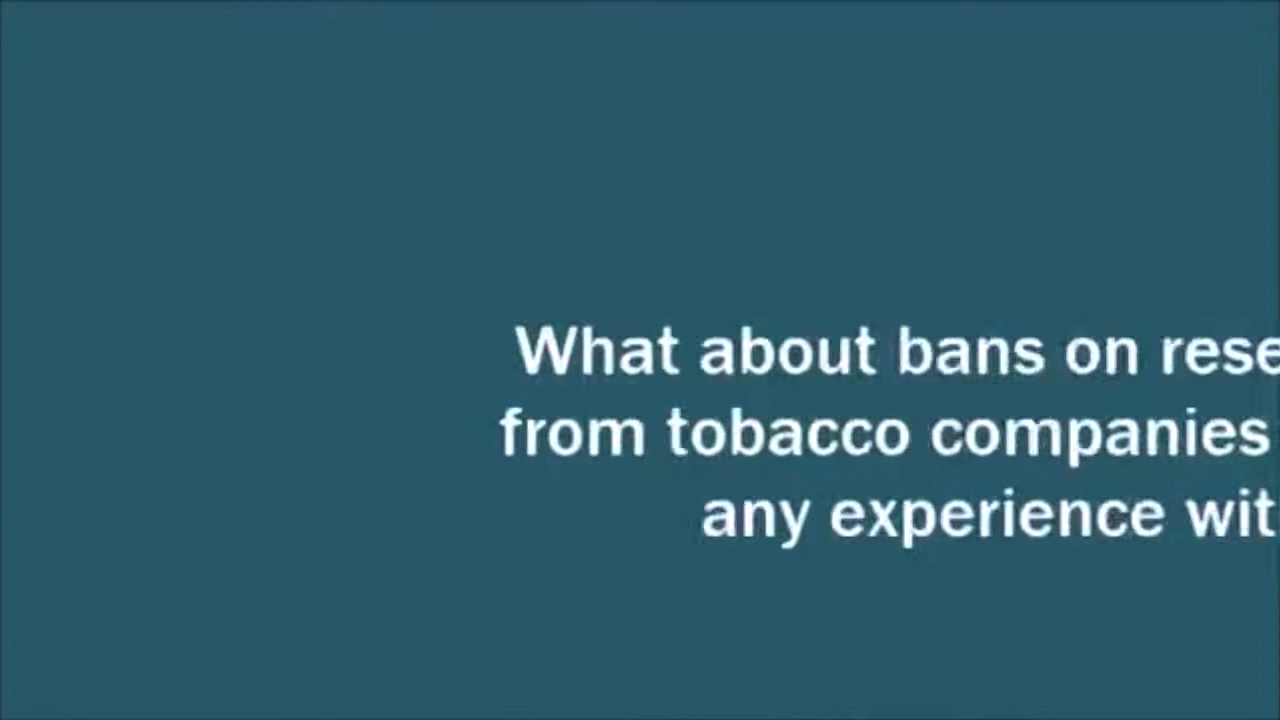 What about bans on rese
from tobacco companies
any experience wit